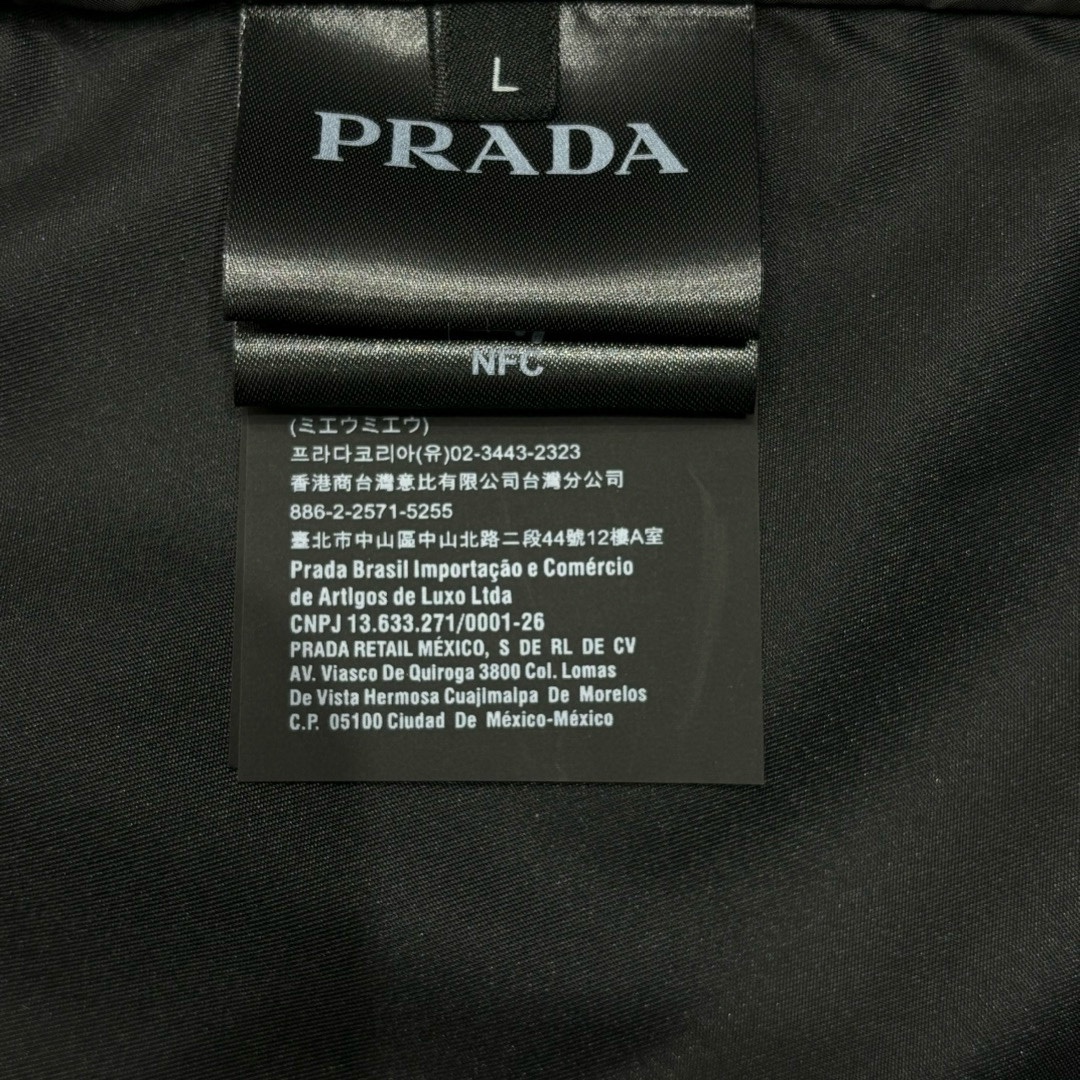 L
PRADA
NFC
(ミエウミエウ)
프라다코리아(유)02-3443-2323
香港商台灣意比有限公司台灣分公司
886-2-2571-5255
臺北市中山區中山北路二段44號12樓A室
Prada Brasil Importação e Comércio
de ArtIgos de Luxo Ltda
CNPJ 13.633.271/0001-26
PRADA RETAIL MÉXICO, S DE RL DE CV
AV. Viasco De Quiroga 3800 Col. Lomas
De Vista Hermosa Cuajlmalpa De Morelos
C.P. 05100 Ciudad De México-México